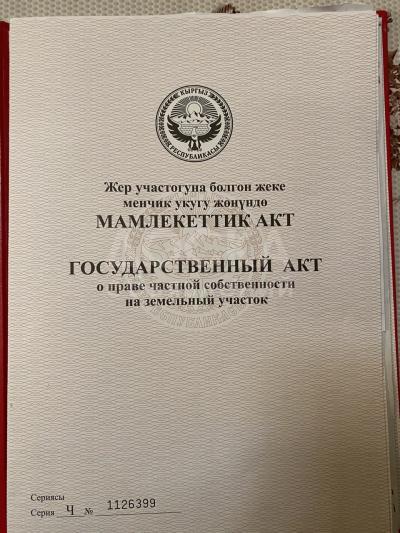 КЫРГЫЗ
РЕСПУБЛИКАСЫ
Жер участогуна болгон жеке
менчик укугу жөнүндө
МАМЛЕКЕТТИК АКТ
ГОСУДАРСТВЕННЫЙ АКТ
о праве частной собственности
на земельный участок
Сериясы
Серия Ч № 1126399